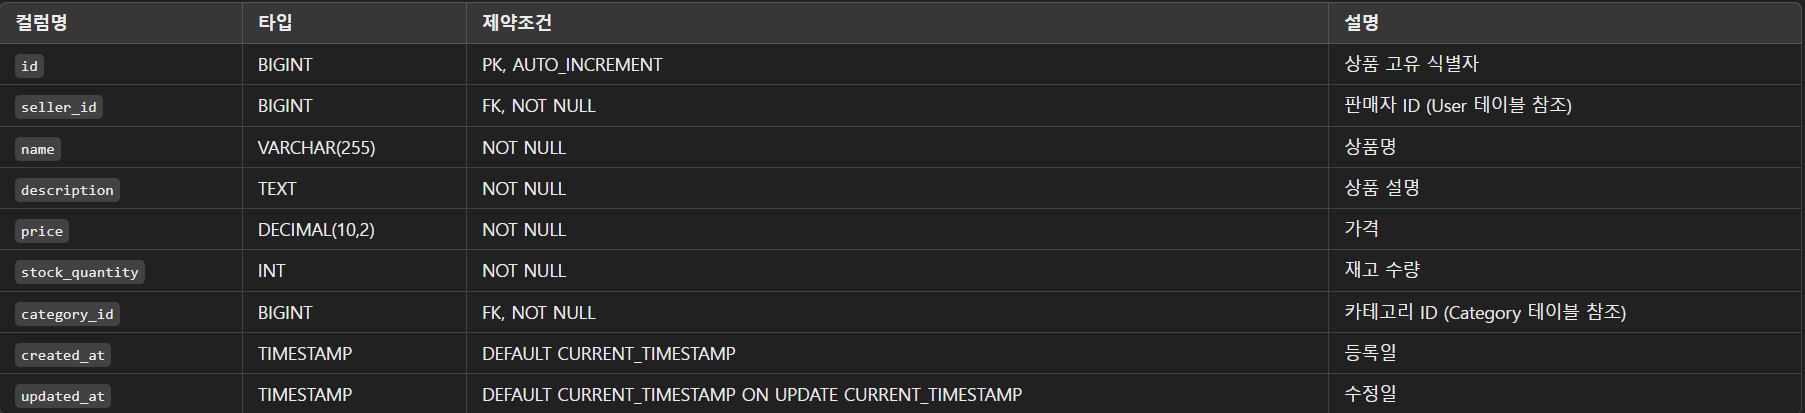 컬럼명 타입 제약조건 설명
id BIGINT PK, AUTO_INCREMENT 상품 고유 식별자
seller_id BIGINT FK, NOT NULL 판매자 ID (User 테이블 참조)
name VARCHAR(255) NOT NULL 상품명
description TEXT NOT NULL 상품 설명
price DECIMAL(10,2) NOT NULL 가격
stock_quantity INT NOT NULL 재고 수량
category_id BIGINT FK, NOT NULL 카테고리 ID (Category 테이블 참조)
created_at TIMESTAMP DEFAULT CURRENT_TIMESTAMP 등록일
updated_at TIMESTAMP DEFAULT CURRENT_TIMESTAMP ON UPDATE CURRENT_TIMESTAMP 수정일